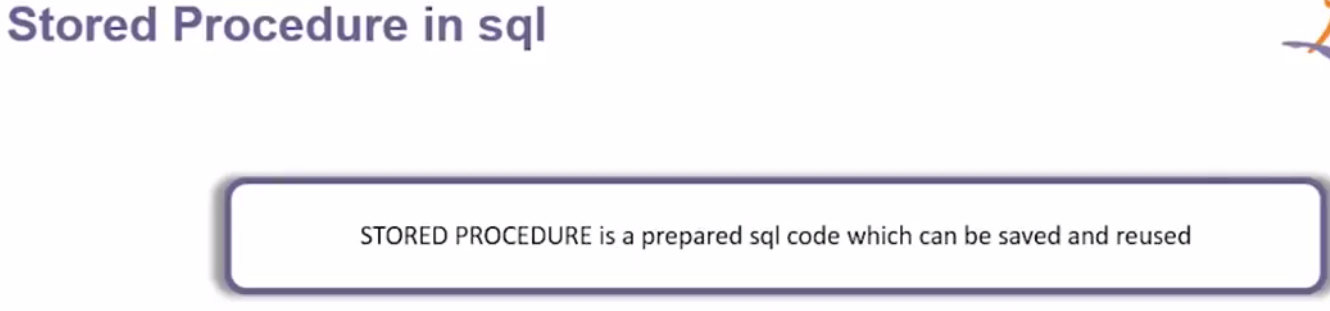 Stored Procedure in sql
STORED PROCEDURE is a prepared sql code which can be saved and reused